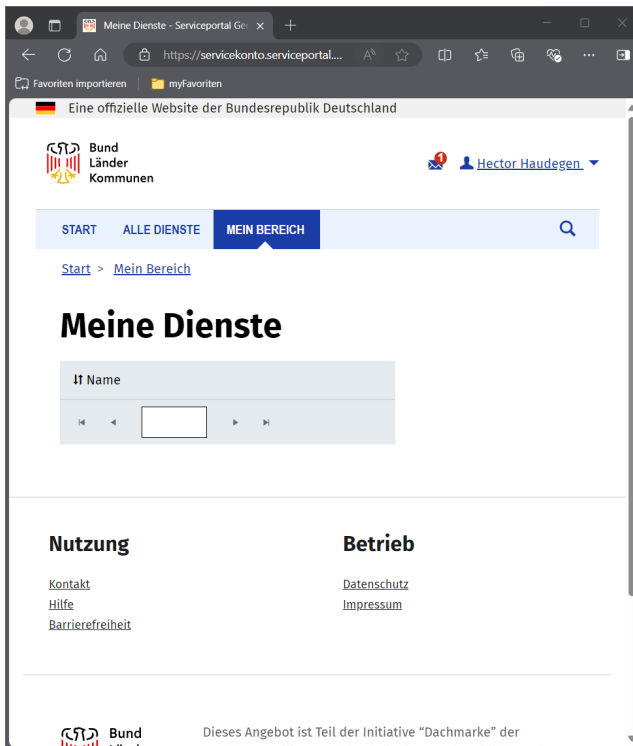 Meine Dienste - Serviceportal Ge
https://servicekonto.serviceportal....
Favoriten importieren
myFavoriten
Eine offizielle Website der Bundesrepublik Deutschland
Bund
Länder
Kommunen
1
Hector Haudegen
START ALLE DIENSTE MEIN BEREICH
Start > Mein Bereich
Meine Dienste
Name
Nutzung
Kontakt
Hilfe
Barrierefreiheit
Betrieb
Datenschutz
Impressum
Bund
Dieses Angebot ist Teil der Initiative “Dachmarke” der